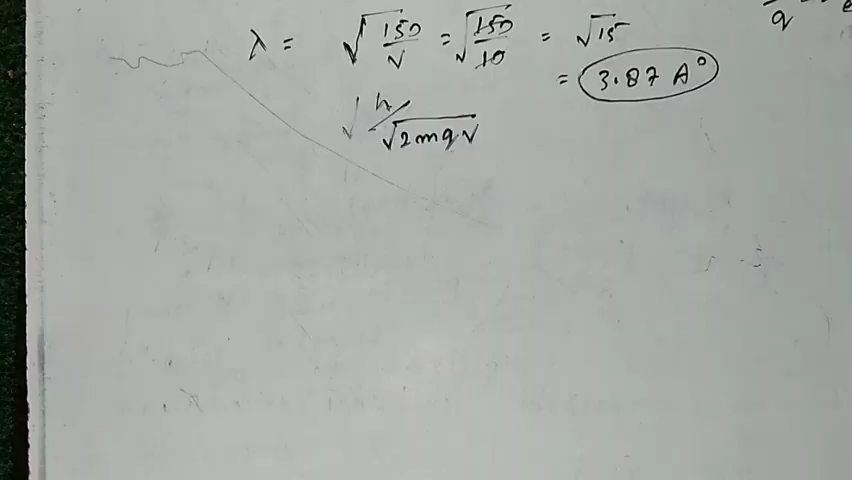 λ = √150/V = √150/10 = √15
= 3.87 A°
√ h/√2mqV
q